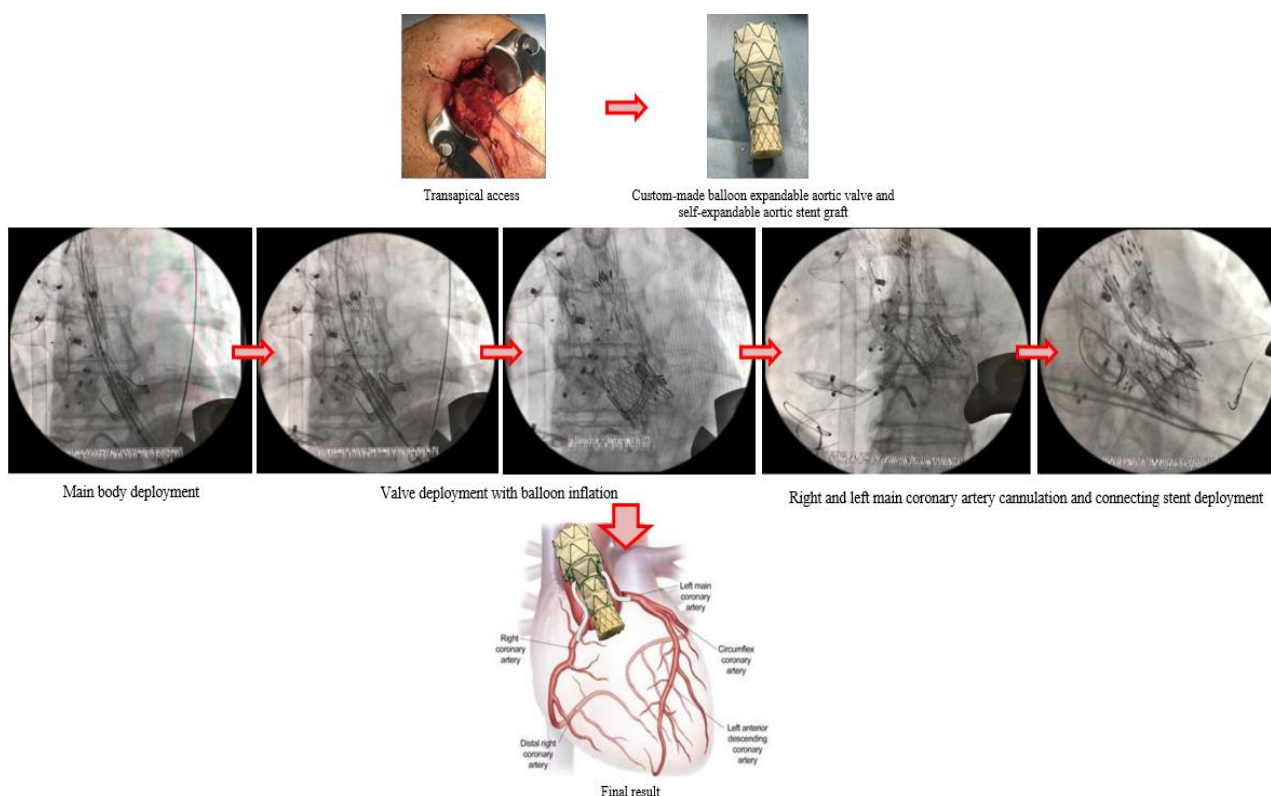 Transapical access
Custom-made balloon expandable aortic valve and
self-expandable aortic stent graft
Main body deployment
Valve deployment with balloon inflation
Right and left main coronary artery cannulation and connecting stent deployment
Left main
coronary
artery
Right
coronary
artery
Circumflex
coronary
artery
Left anterior
descending
coronary
artery
Distal right
coronary
artery
Final result